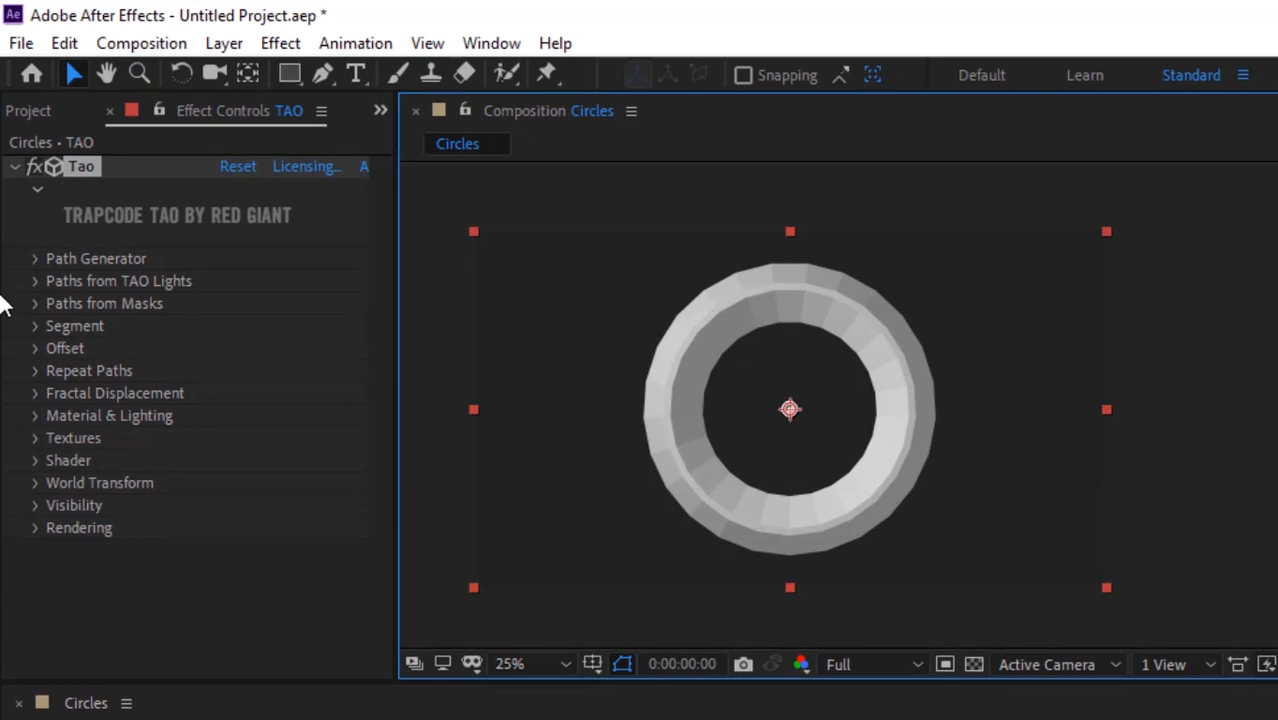 Ae Adobe After Effects - Untitled Project.aep *
File Edit Composition Layer Effect Animation View Window Help
T Snapping Default Learn Standard
Project × Effect Controls TAO » × Composition Circles
Circles • TAO Circles
fx Tao Reset Licensing... A
TRAPCODE TAO BY RED GIANT
Path Generator
Paths from TAO Lights
Paths from Masks
Segment
Offset
Repeat Paths
Fractal Displacement
Material & Lighting
Textures
Shader
World Transform
Visibility
Rendering
25% 0:00:00:00 Full Active Camera 1 View
× Circles